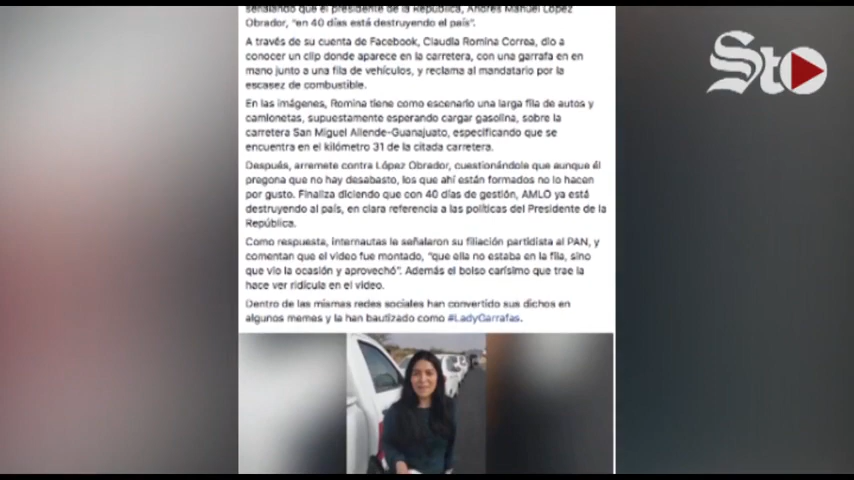 señalando que el presidente de la República, Andrés Manuel López
Obrador, "en 40 días está destruyendo el país".
A través de su cuenta de Facebook, Claudia Romina Correa, dio a
conocer un clip donde aparece en la carretera, con una garrafa en en
mano junto a una fila de vehículos, y reclama al mandatario por la
escasez de combustible.
En las imágenes, Romina tiene como escenario una larga fila de autos y
camionetas, supuestamente esperando cargar gasolina, sobre la
carretera San Miguel Allende-Guanajuato, especificando que se
encuentra en el kilómetro 31 de la citada carretera.
Después, arremete contra López Obrador, cuestionándole que aunque él
pregona que no hay desabasto, los que ahí están formados no lo hacen
por gusto. Finaliza diciendo que con 40 días de gestión, AMLO ya está
destruyendo al país, en clara referencia a las políticas del Presidente de la
República.
Como respuesta, internautas le señalaron su filiación partidista al PAN, y
comentan que el video fue montado, "que ella no estaba en la fila, sino
que vio la ocasión y aprovechó". Además el bolso carísimo que trae la
hace ver ridícula en el video.
Dentro de las mismas redes sociales han convertido sus dichos en
algunos memes y la han bautizado como #LadyGarrafas.
St